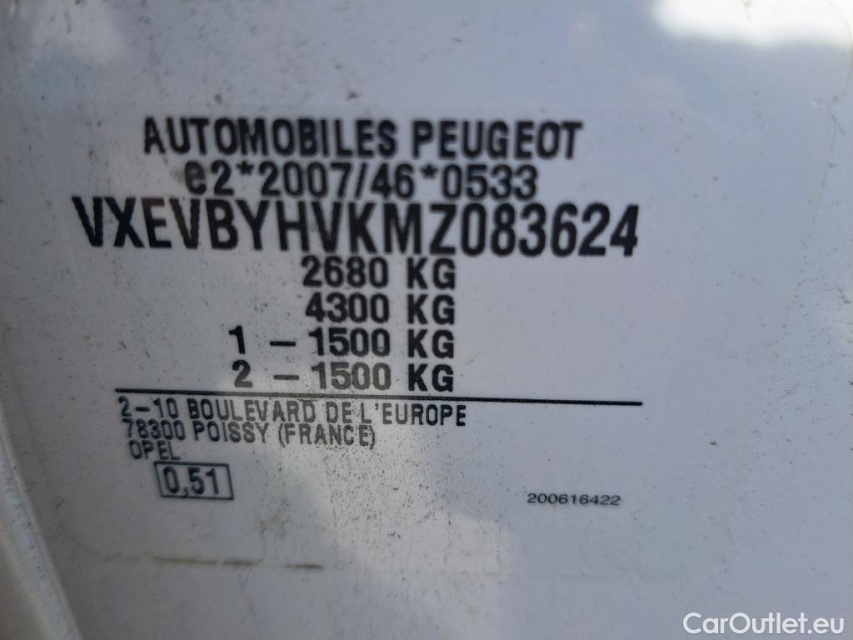 AUTOMOBILES PEUGEOT
e2*2007/46*0533
VXEVBYHVKMZ083624
2680 KG
4300 KG
1 – 1500 KG
2 – 1500 KG
2–10 BOULEVARD DE L'EUROPE
78300 POISSY (FRANCE)
OPEL
0,51
200616422
CarOutlet.eu